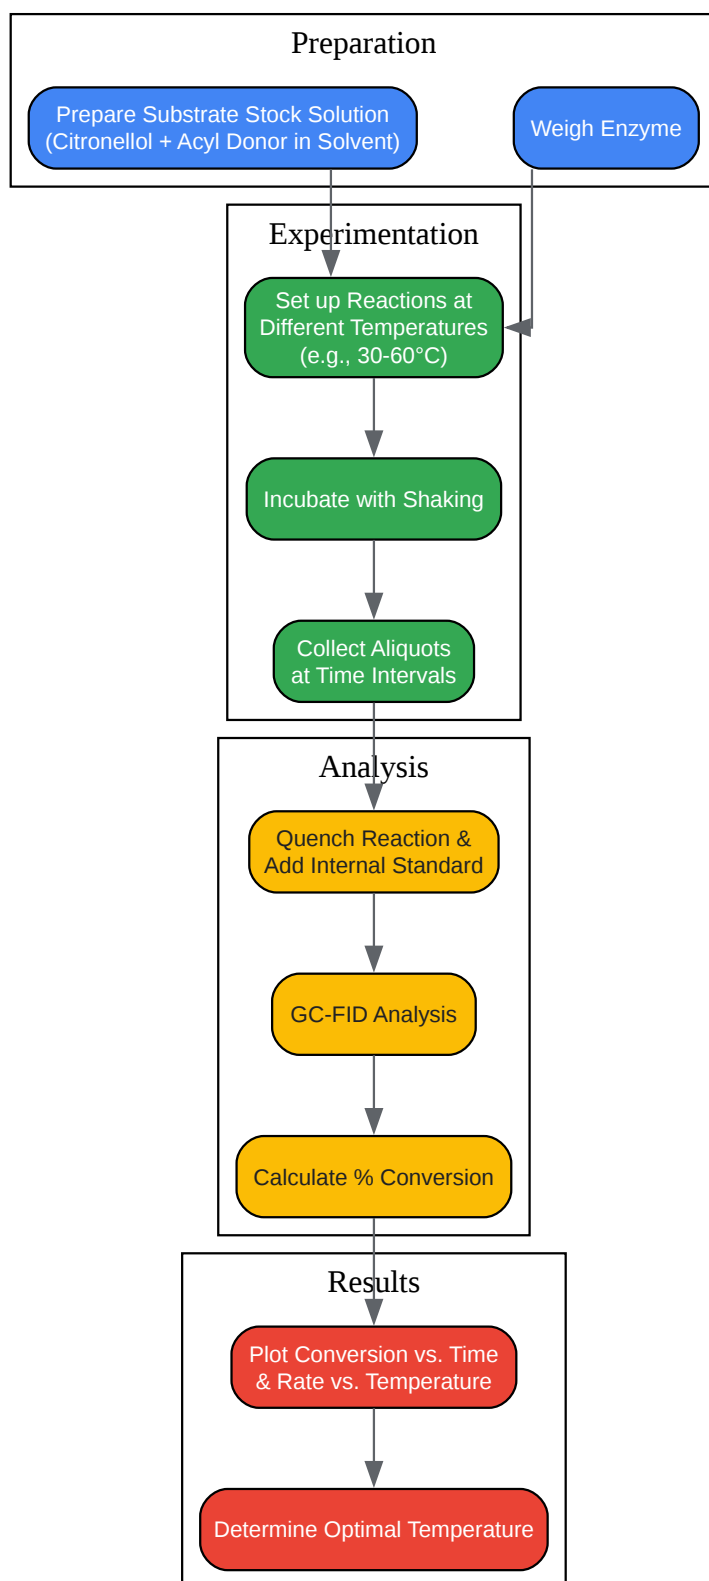 Preparation
Prepare Substrate Stock Solution
(Citronellol + Acyl Donor in Solvent)
Weigh Enzyme
Experimentation
Set up Reactions at
Different Temperatures
(e.g., 30-60°C)
Incubate with Shaking
Collect Aliquots
at Time Intervals
Analysis
Quench Reaction &
Add Internal Standard
GC-FID Analysis
Calculate % Conversion
Results
Plot Conversion vs. Time
& Rate vs. Temperature
Determine Optimal Temperature